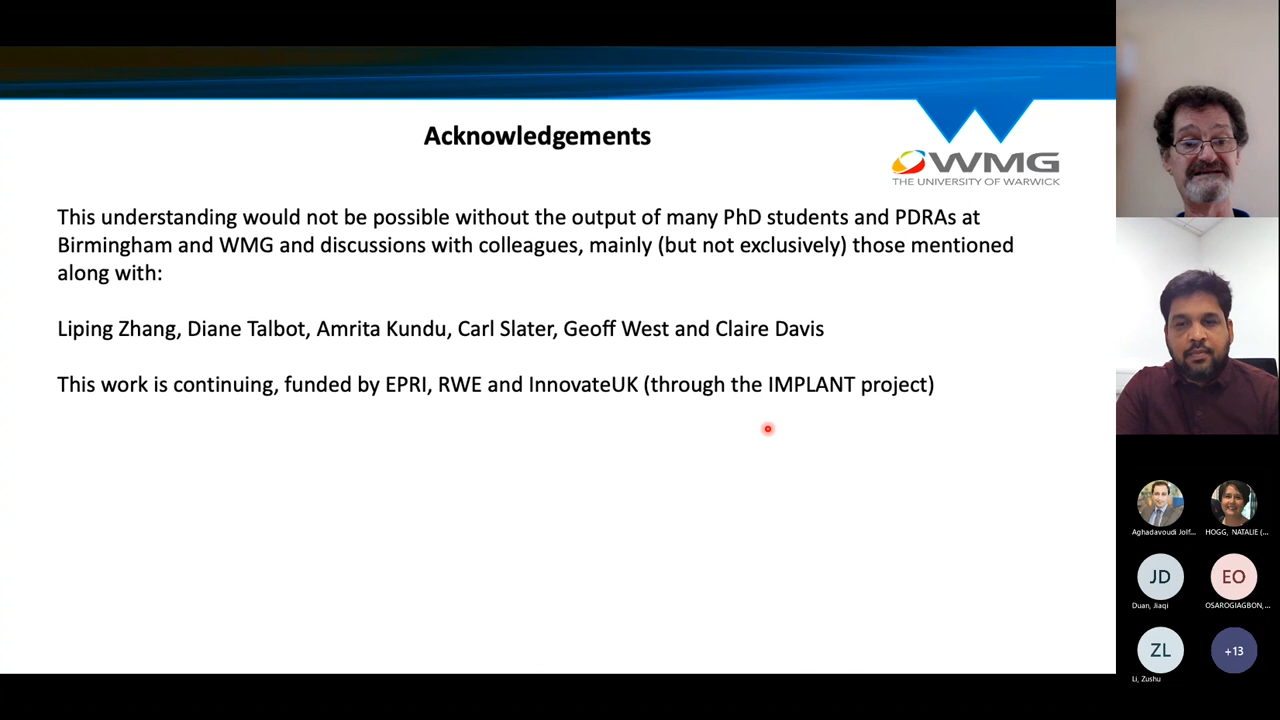 Acknowledgements
WMG
THE UNIVERSITY OF WARWICK
This understanding would not be possible without the output of many PhD students and PDRAs at
Birmingham and WMG and discussions with colleagues, mainly (but not exclusively) those mentioned
along with:
Liping Zhang, Diane Talbot, Amrita Kundu, Carl Slater, Geoff West and Claire Davis
This work is continuing, funded by EPRI, RWE and InnovateUK (through the IMPLANT project)
Aghadavoudi Jolf...
HOGG, NATALIE (...
JD
EO
Duan, Jiaqi
OSAROGIAGBON,...
ZL
+13
Li, Zushu